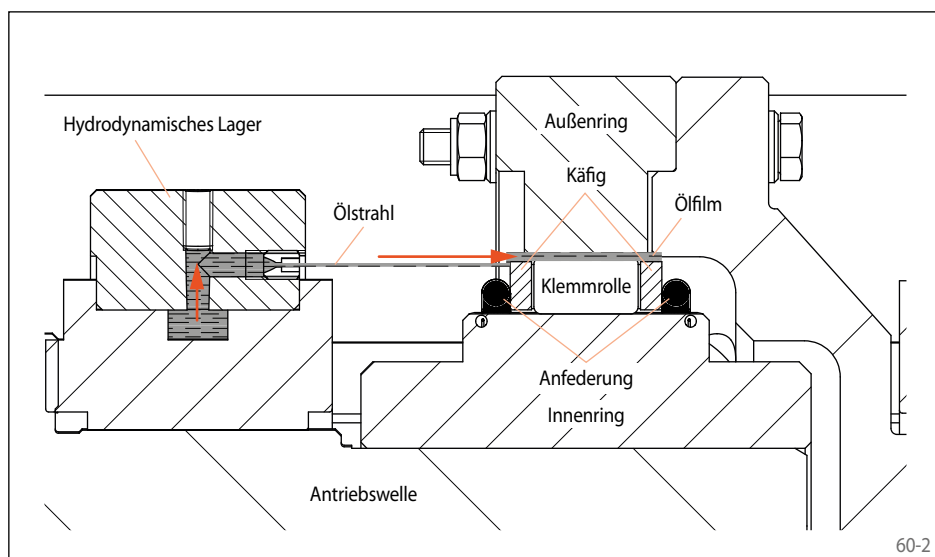 Hydrodynamisches Lager
Außenring
Käfig
Ölstrahl
Ölfilm
Klemmrolle
Anfederung
Innenring
Antriebswelle
60-2